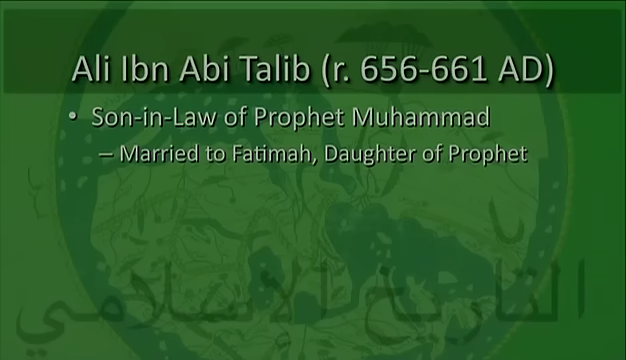 Ali Ibn Abi Talib (r. 656-661 AD)
• Son-in-Law of Prophet Muhammad
– Married to Fatimah, Daughter of Prophet
التاريخ الإسلامي